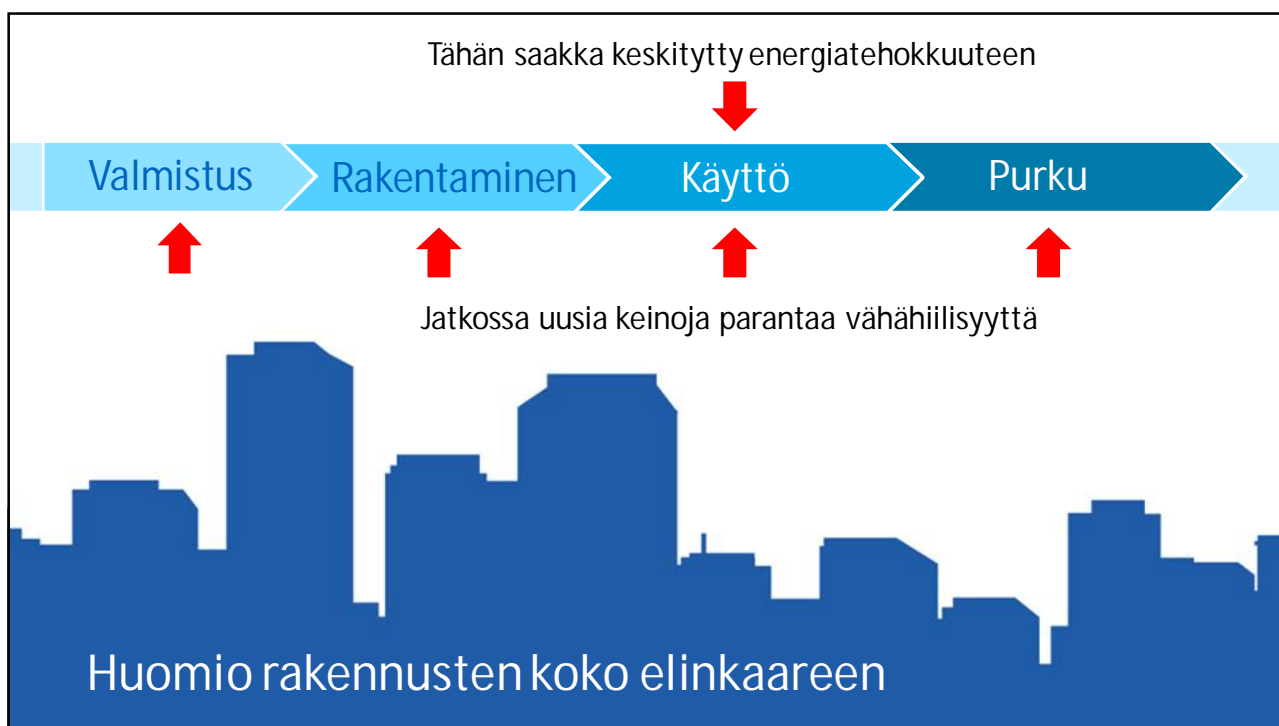 Tähän saakka keskitytty energiatehokkuuteen
Valmistus Rakentaminen Käyttö Purku
Jatkossa uusia keinoja parantaa vähähiilisyyttä
Huomio rakennusten koko elinkaareen